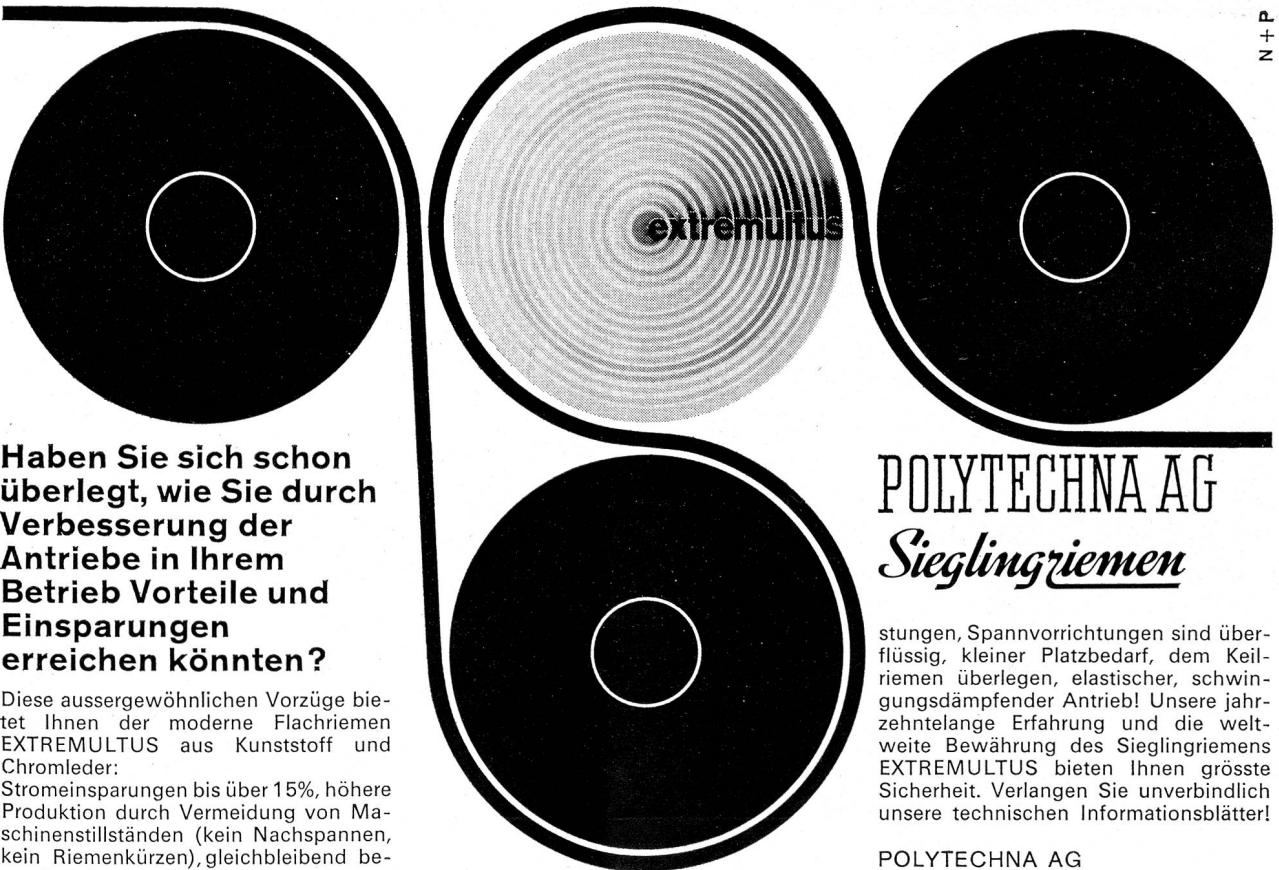 N+P
extremultus
Haben Sie sich schon
überlegt, wie Sie durch
Verbesserung der
Antriebe in Ihrem
Betrieb Vorteile und
Einsparungen
erreichen könnten?
Diese aussergewöhnlichen Vorzüge bie-
tet Ihnen der moderne Flachriemen
EXTREMULTUS aus Kunststoff und
Chromleder:
Stromeinsparungen bis über 15%, höhere
Produktion durch Vermeidung von Ma-
schinenstillständen (kein Nachspannen,
kein Riemenkürzen), gleichbleibend be-
POLYTECHNA AG
Sieglingriemen
stungen, Spannvorrichtungen sind über-
flüssig, kleiner Platzbedarf, dem Keil-
riemen überlegen, elastischer, schwin-
gungsdämpfender Antrieb! Unsere jahr-
zehntelange Erfahrung und die welt-
weite Bewährung des Sieglingriemens
EXTREMULTUS bieten Ihnen grösste
Sicherheit. Verlangen Sie unverbindlich
unsere technischen Informationsblätter!
POLYTECHNA AG